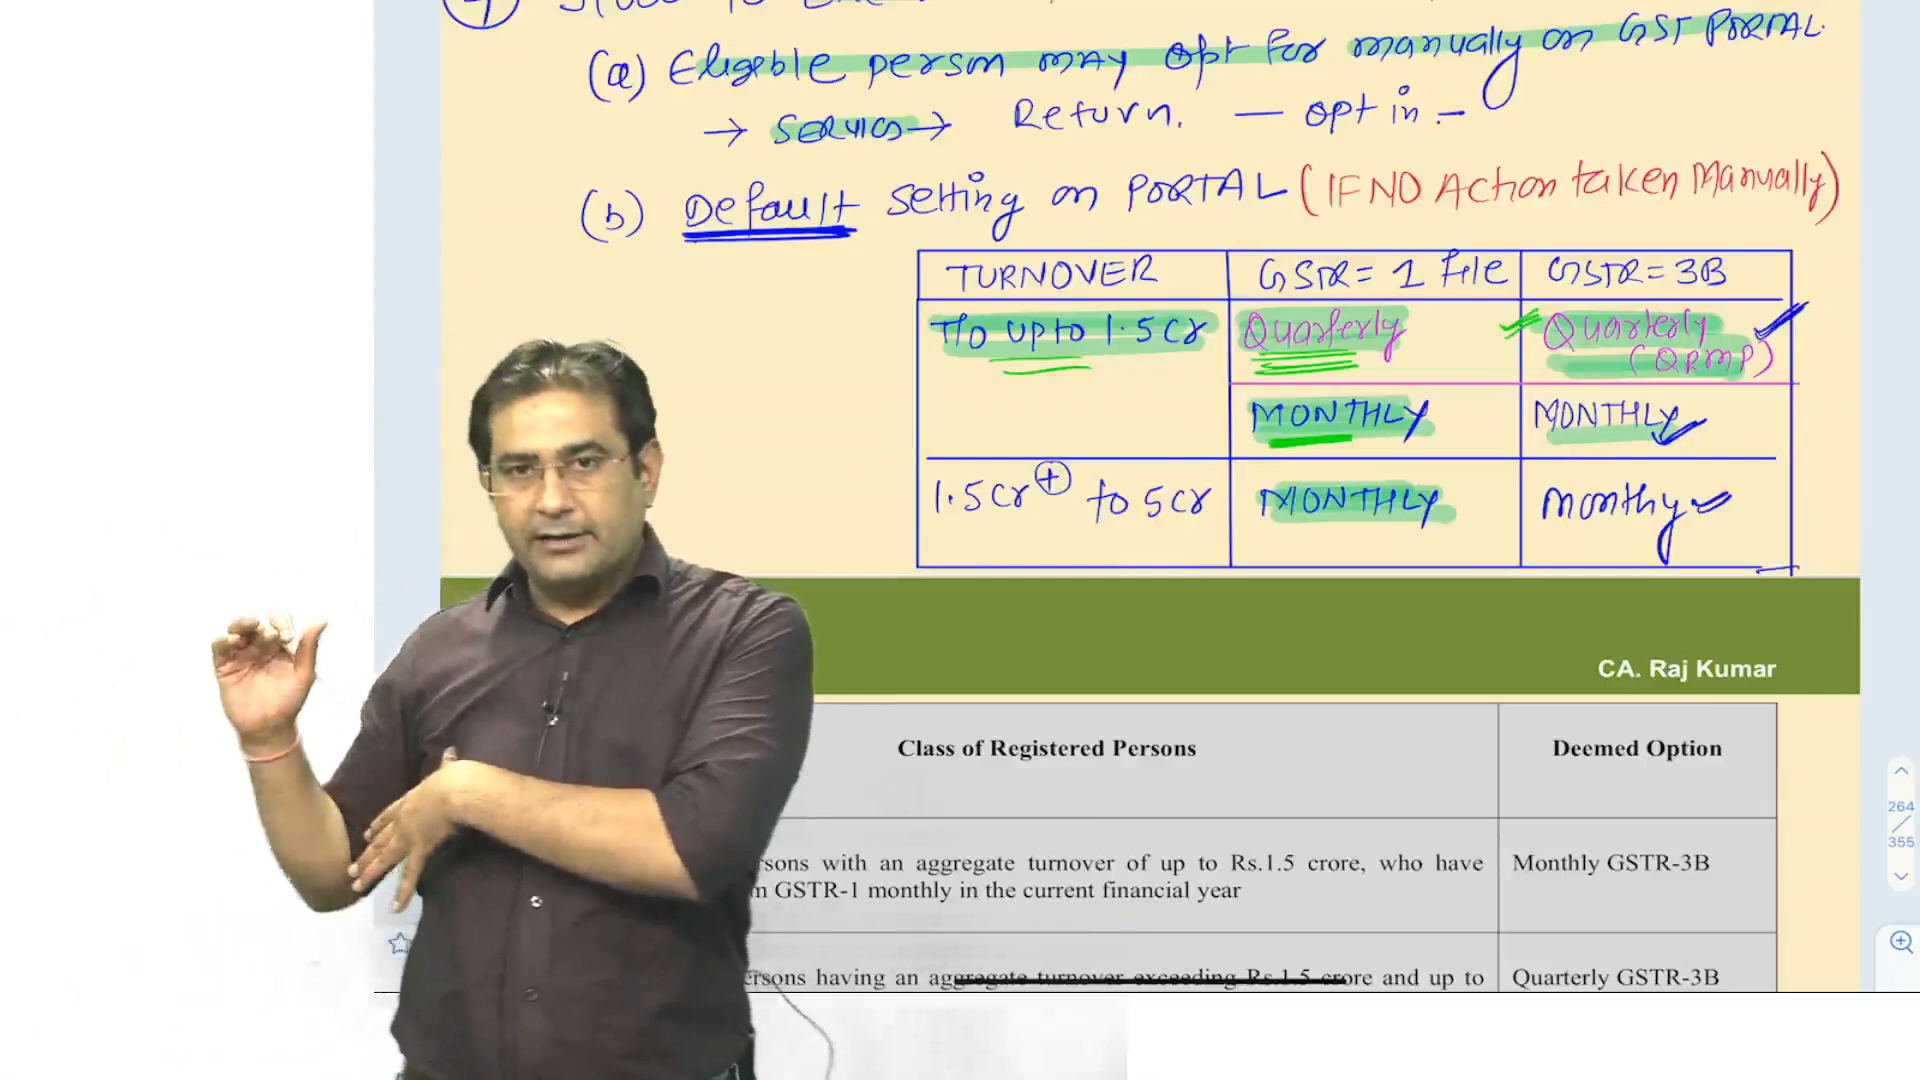 (a) Eligible person may opt for manually on GST PORTAL.
→ Services → Return. — opt in —
(b) Default setting on PORTAL (IF NO Action taken Manually)
TURNOVER GSTR = 1 File GSTR = 3B
T/o upto 1.5 Cr Quarterly Quarterly
(QRMP)
MONTHLY MONTHLY
1.5 Cr + to 5 Cr MONTHLY Monthy
CA. Raj Kumar
Class of Registered Persons Deemed Option
with an aggregate turnover of up to Rs.1.5 crore, who have Monthly GSTR-3B
GSTR-1 monthly in the current financial year
having an aggregate turnover exceeding Rs.1.5 crore and up to Quarterly GSTR-3B
264
/
355